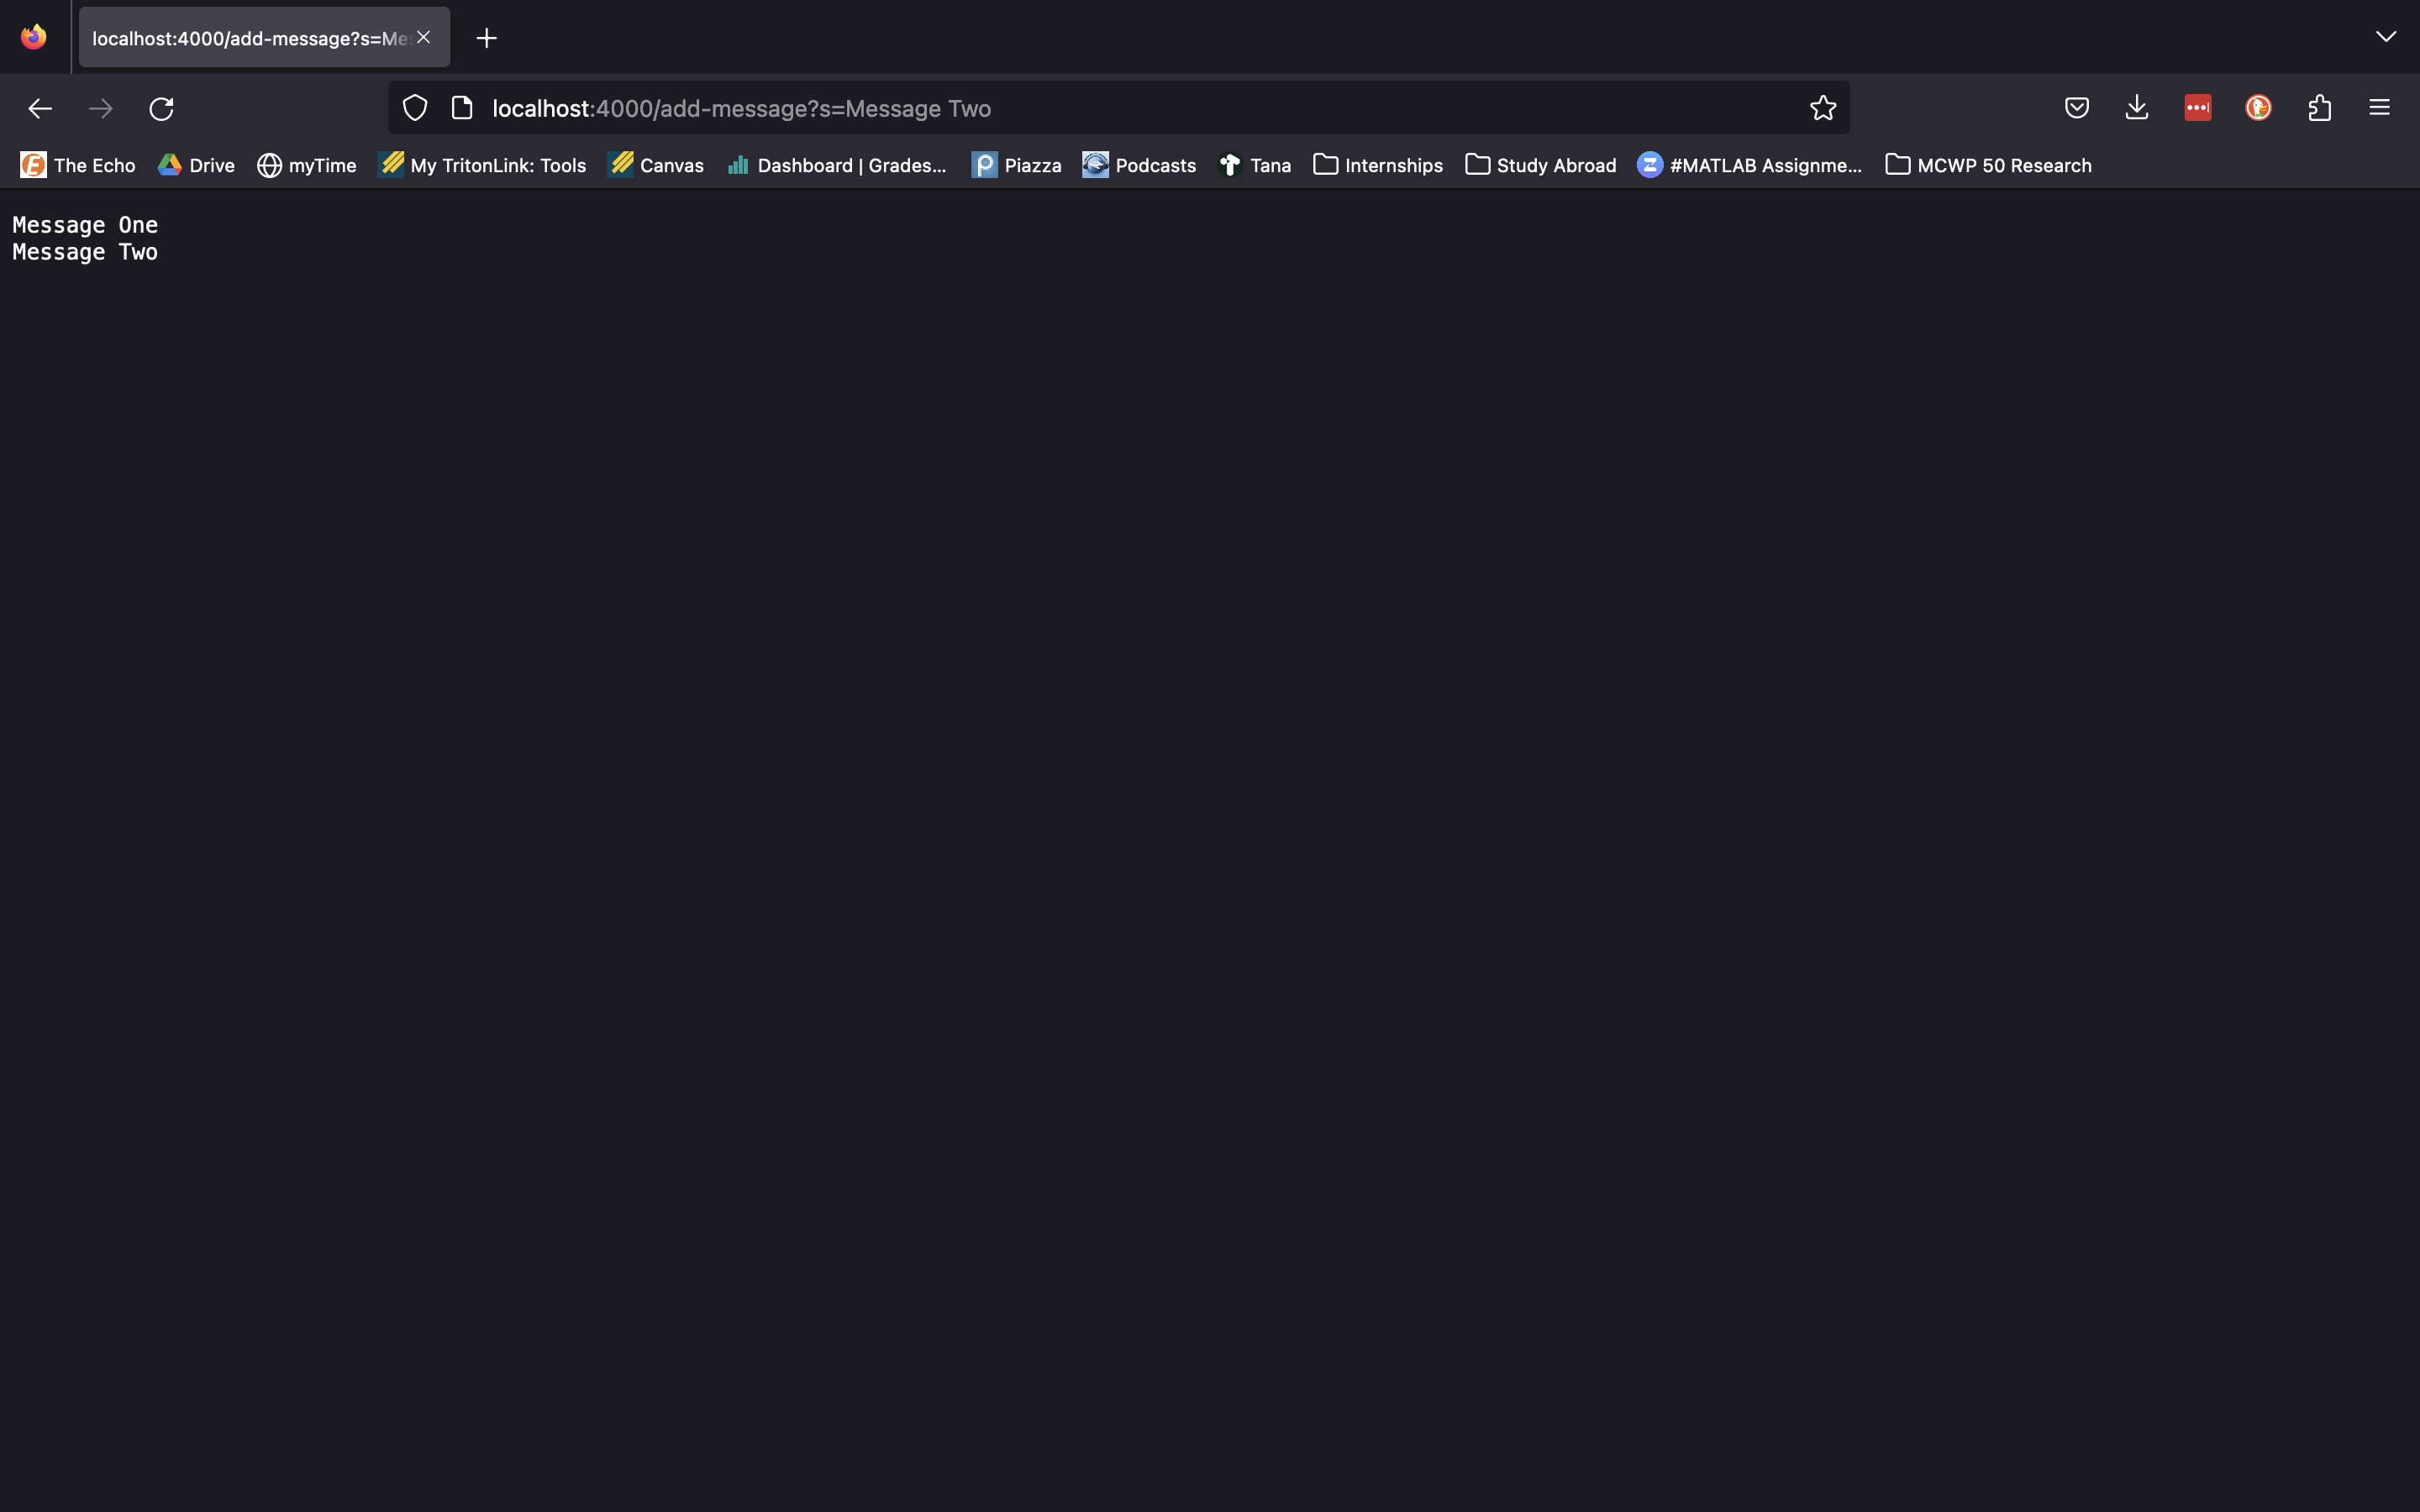 localhost:4000/add-message?s=Me
localhost:4000/add-message?s=Message Two
The Echo Drive myTime My TritonLink: Tools Canvas Dashboard | Grades... Piazza Podcasts Tana Internships Study Abroad #MATLAB Assignme... MCWP 50 Research
Message One
Message Two